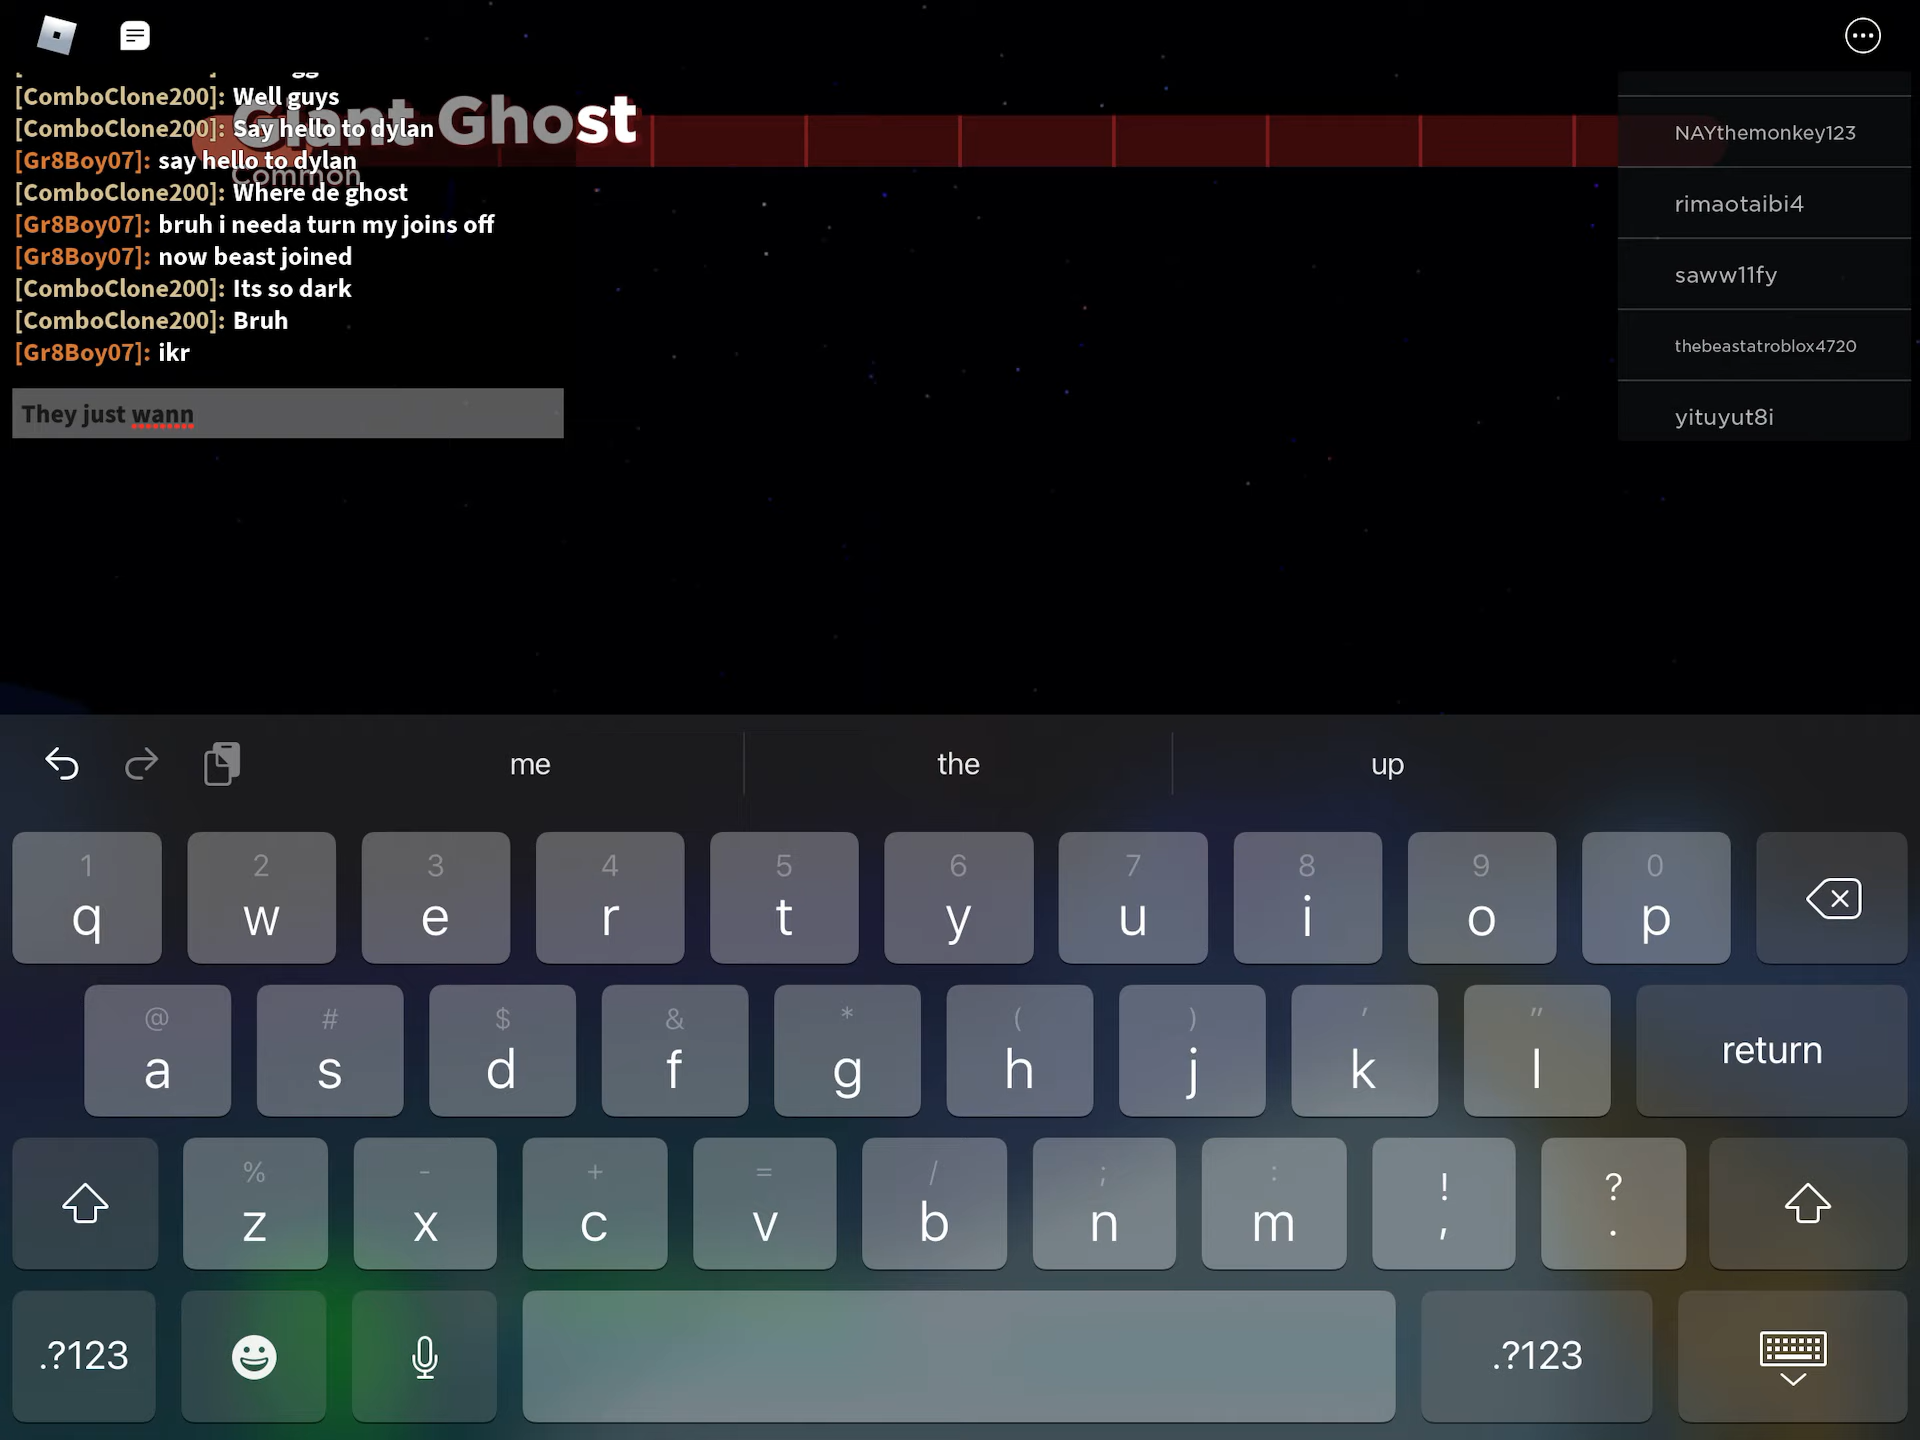 [ComboClone200]: Well guys
Giant Ghost
[ComboClone200]: Say hello to dylan
[Gr8Boy07]: say hello to dylan
Common
[ComboClone200]: Where de ghost
[Gr8Boy07]: bruh i needa turn my joins off
[Gr8Boy07]: now beast joined
[ComboClone200]: Its so dark
[ComboClone200]: Bruh
[Gr8Boy07]: ikr
They just wann
NAYthemonkey123
rimaotaibi4
saww11fy
thebeastatroblox4720
yituyut8i
me the up
1 2 3 4 5 6 7 8 9 0
q w e r t y u i o p
@ # $ & * ( ) ' "
a s d f g h j k l return
% - + = / ; : ! ?
z x c v b n m , .
.?123 .?123